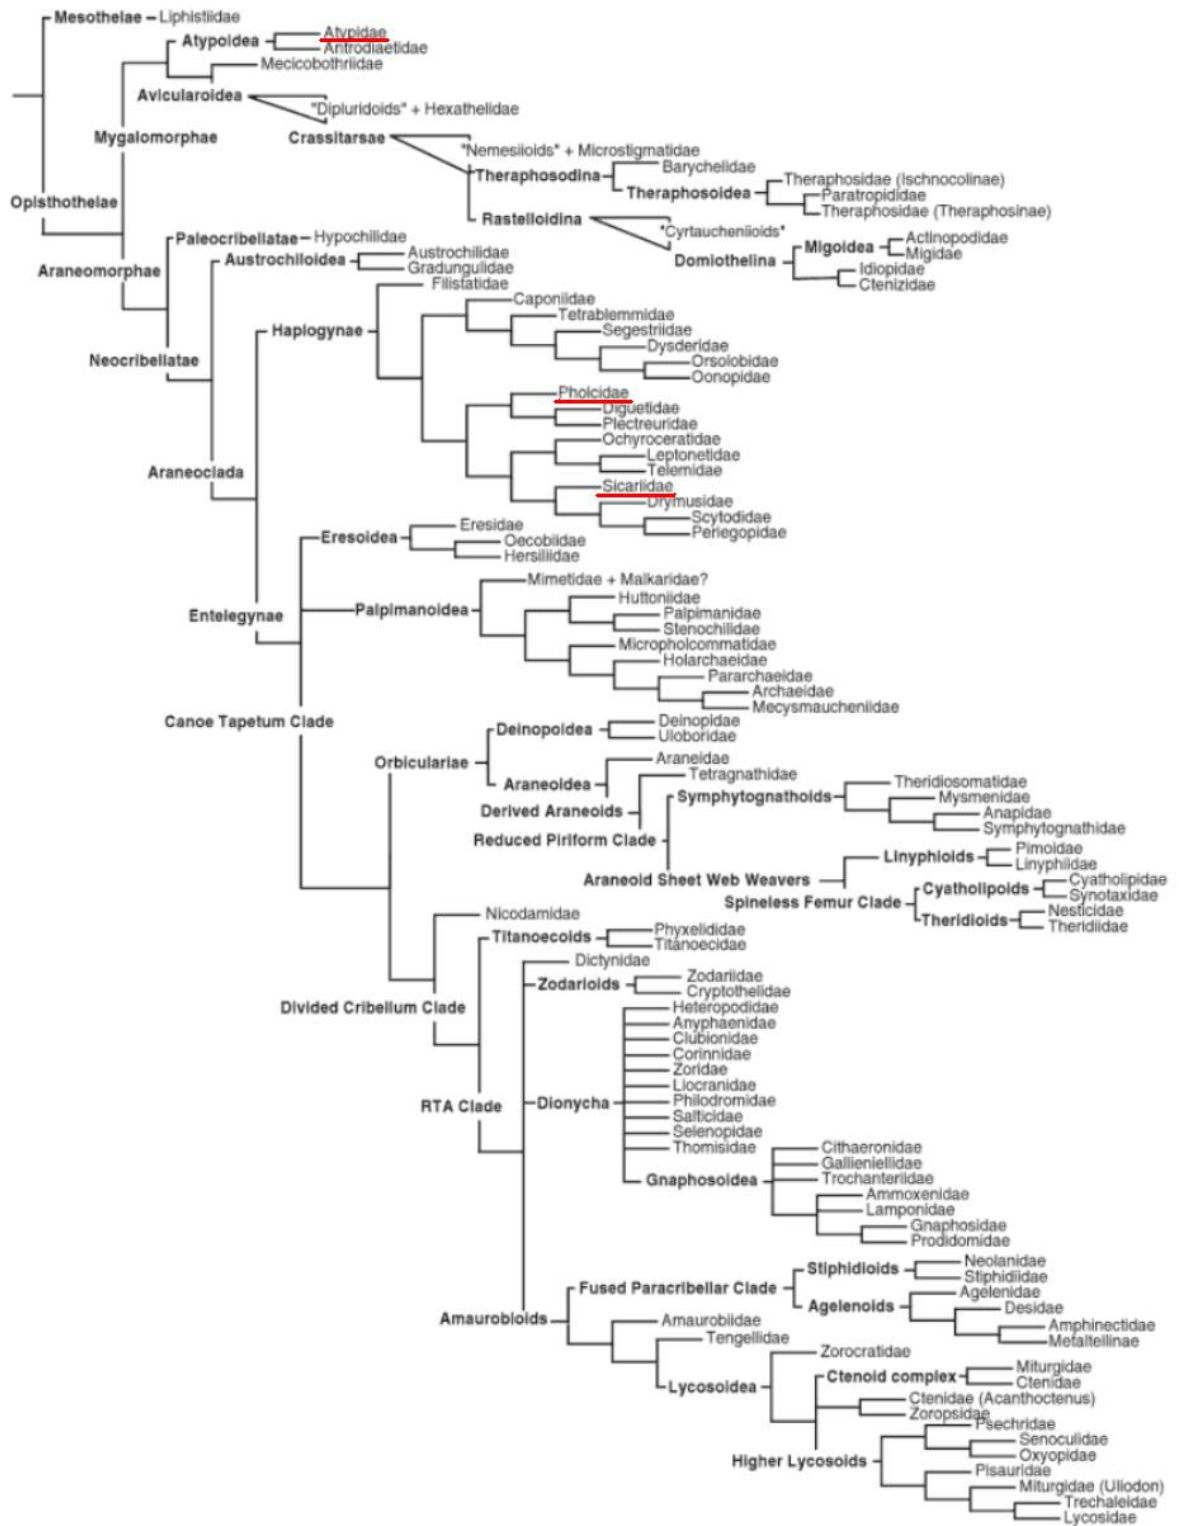 Mesothelae
Liphistiidae
Atypoidea
Atypidae
Antrodiaetidae
Mecicobothriidae
Avicularoidea
"Dipluridoids" + Hexathelidae
Mygalomorphae
Crassitarsae
"Nemesiioids" + Microstigmatidae
Barychelidae
Theraphosodina
Theraphosidae (Ischnocolinae)
Theraphosoidea
Paratropididae
Opisthothelae
Theraphosidae (Theraphosinae)
Rastelloidina
"Cyrtaucheniioids"
Paleocribellatae
Hypochilidae
Actinopodidae
Migoidea
Migidae
Austrochiloidea
Austrochilidae
Domiothelina
Araneomorphae
Gradungulidae
Idiopidae
Filistatidae
Ctenizidae
Caponiidae
Tetrablemmidae
Haplogynae
Segestriidae
Dysderidae
Neocribellatae
Orsolobidae
Oonopidae
Pholcidae
Diguetidae
Plectreuridae
Ochyroceratidae
Leptonetidae
Araneoclada
Telemidae
Sicariidae
Drymusidae
Scytodidae
Eresidae
Periegopidae
Eresoidea
Oecobiidae
Hersiliidae
Mimetidae + Malkaridae?
Huttoniidae
Palpimanoidea
Entelegynae
Palpimanidae
Stenochilidae
Micropholcommatidae
Holarchaeidae
Pararchaeidae
Archaeidae
Mecysmaucheniidae
Canoe Tapetum Clade
Deinopidae
Deinopoidea
Uloboridae
Orbiculariae
Araneidae
Tetragnathidae
Araneoidea
Theridiosomatidae
Symphytognathoids
Mysmenidae
Derived Araneoids
Anapidae
Symphytognathidae
Reduced Piriform Clade
Pimoidae
Linyphioids
Linyphiidae
Araneoid Sheet Web Weavers
Cyatholipidae
Cyatholipoids
Synotaxidae
Spineless Femur Clade
Nesticidae
Nicodamidae
Theridioids
Theridiidae
Phyxelididae
Titanoecoids
Titanoecidae
Dictynidae
Zodariidae
Zodarioids
Cryptothelidae
Divided Cribellum Clade
Heteropodidae
Anyphaenidae
Clubionidae
Corinnidae
Zoridae
Liocranidae
RTA Clade
Dionycha
Philodromidae
Salticidae
Selenopidae
Thomisidae
Cithaeronidae
Gallieniellidae
Gnaphosoidea
Trochanteriidae
Ammoxenidae
Lamponidae
Gnaphosidae
Prodidomidae
Neolanidae
Stiphidioids
Stiphidiidae
Fused Paracribellar Clade
Agelenidae
Agelenoids
Desidae
Amaurobioids
Amaurobiidae
Amphinectidae
Tengellidae
Metaltellinae
Zorocratidae
Miturgidae
Ctenoid complex
Ctenidae
Lycosoidea
Ctenidae (Acanthoctenus)
Zoropsidae
Psechridae
Senoculidae
Oxyopidae
Higher Lycosoids
Pisauridae
Miturgidae (Uliodon)
Trechaleidae
Lycosidae